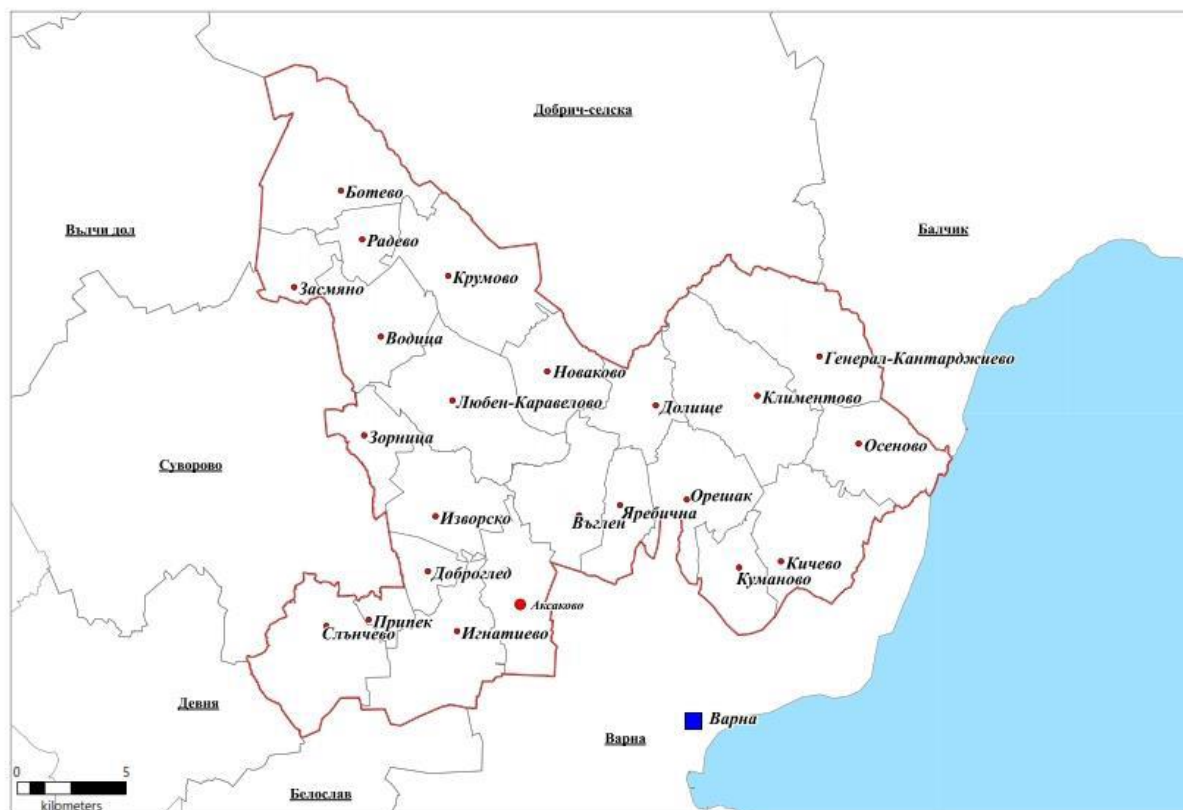 Добрич-селска
Ботево
Вълчи дол
Балчик
Радево
Крумово
Засмяно
Водица
Генерал-Кантарджиево
Новаково
Климентово
Любен-Каравелово
Долище
Зорница
Осеново
Суворово
Орешак
Яребична
Изворско
Въглен
Кичево
Доброглед
Куманово
Аксаково
Припек
Слънчево
Игнатиево
Девня
Варна
Варна
0 5
kilometers
Белослав